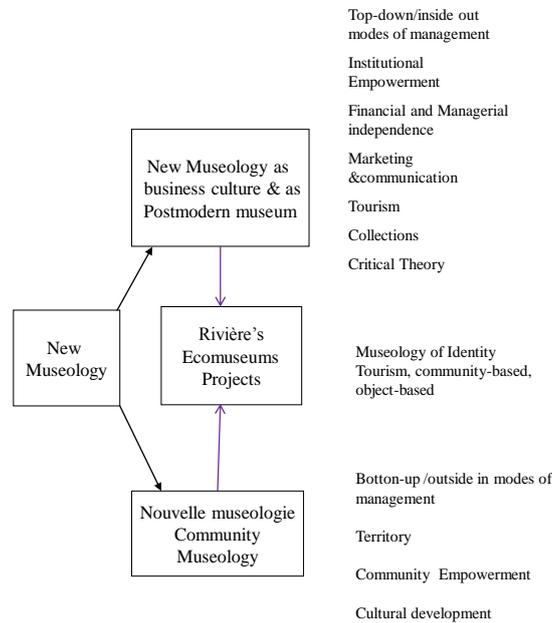 Top-down/inside out
modes of management
Institutional
Empowerment
Financial and Managerial
independence
Marketing
&communication
Tourism
Collections
Critical Theory
New Museology as
business culture & as
Postmodern museum
New
Museology
Rivière's
Ecomuseums
Projects
Museology of Identity
Tourism, community-based,
object-based
Nouvelle museologie
Community
Museology
Botton-up /outside in modes of
management
Territory
Community Empowerment
Cultural development